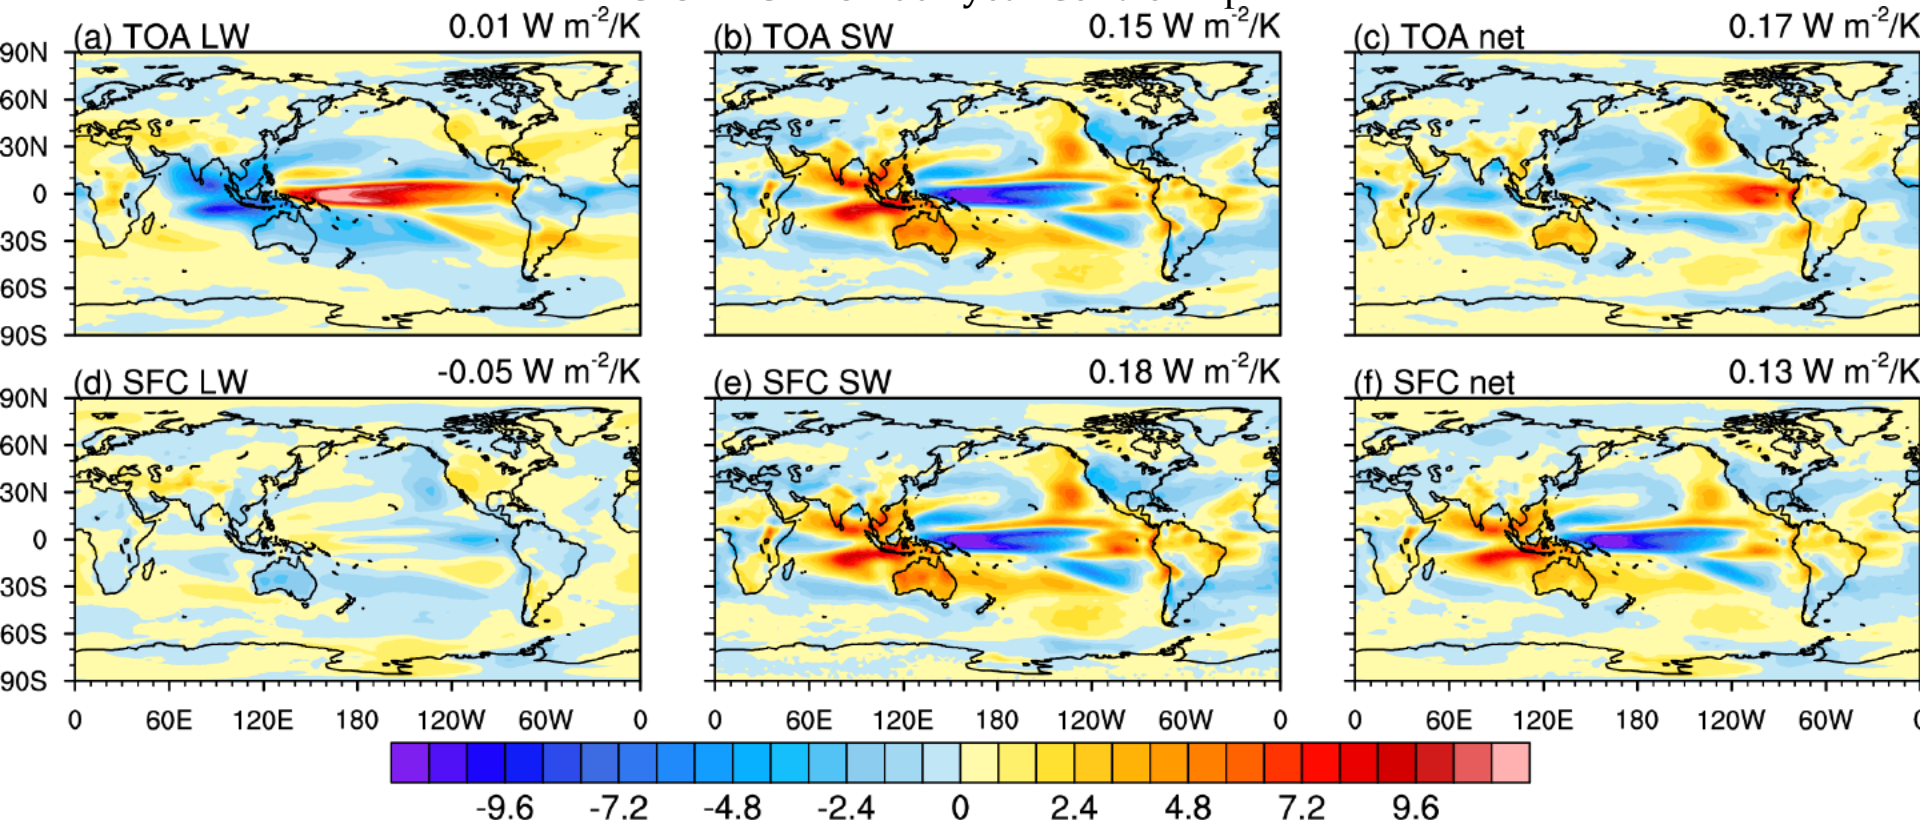 (a) TOA LW 0.01 W m⁻²/K (b) TOA SW 0.15 W m⁻²/K (c) TOA net 0.17 W m⁻²/K
90N
60N
30N
0
30S
60S
90S
(d) SFC LW -0.05 W m⁻²/K (e) SFC SW 0.18 W m⁻²/K (f) SFC net 0.13 W m⁻²/K
90N
60N
30N
0
30S
60S
90S
0 60E 120E 180 120W 60W 0 0 60E 120E 180 120W 60W 0 0 60E 120E 180 120W 60W
-9.6 -7.2 -4.8 -2.4 0 2.4 4.8 7.2 9.6